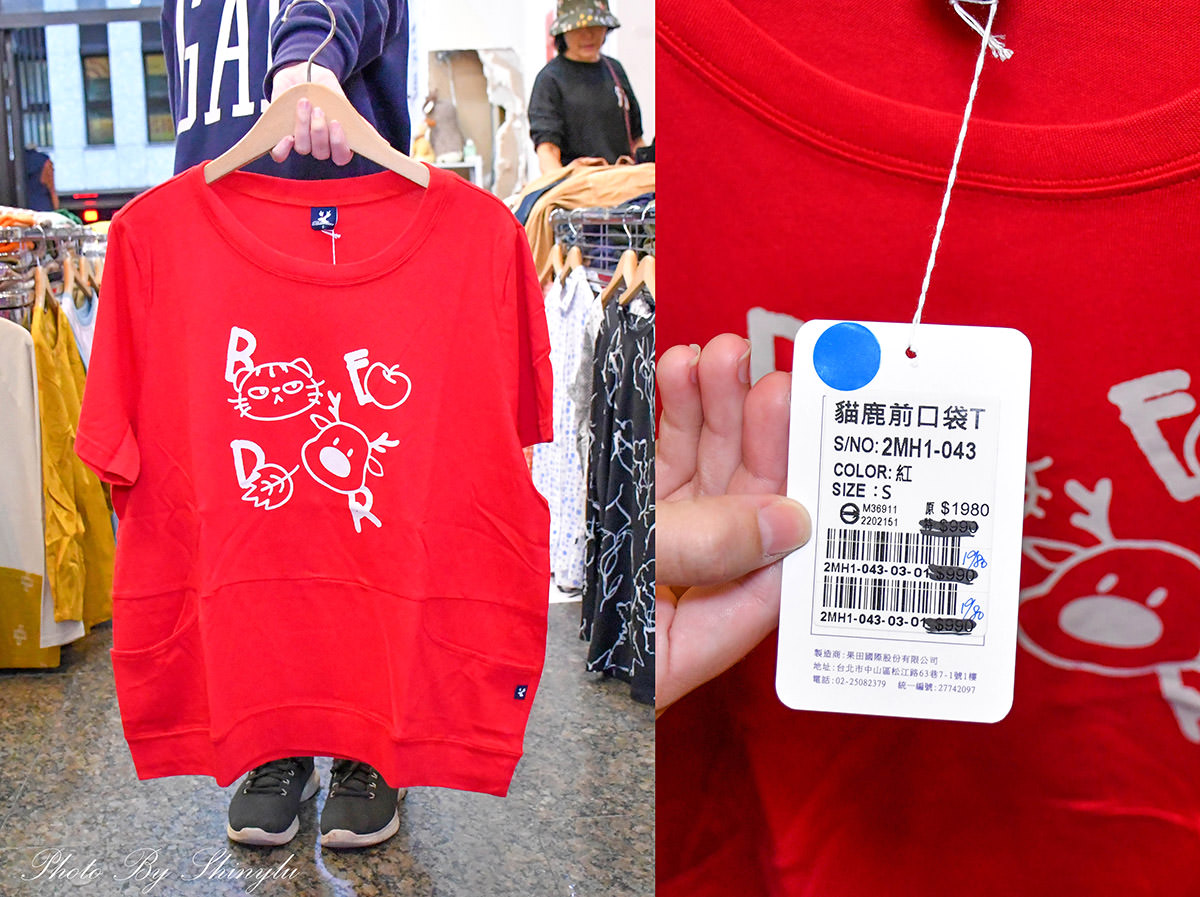 GAP
B
F
D
R
Photo By Shinylu
貓鹿前口袋T
S/NO: 2MH1-043
COLOR: 紅
SIZE : S
M36911 原 $1980
2202151 特 $990
1980
2MH1-043-03-01 $990
1980
2MH1-043-03-01 $990
製造商:果田國際股份有限公司
地址:台北市中山區松江路63巷7-1號1樓
電話:02-25082379 統一編號:27742097